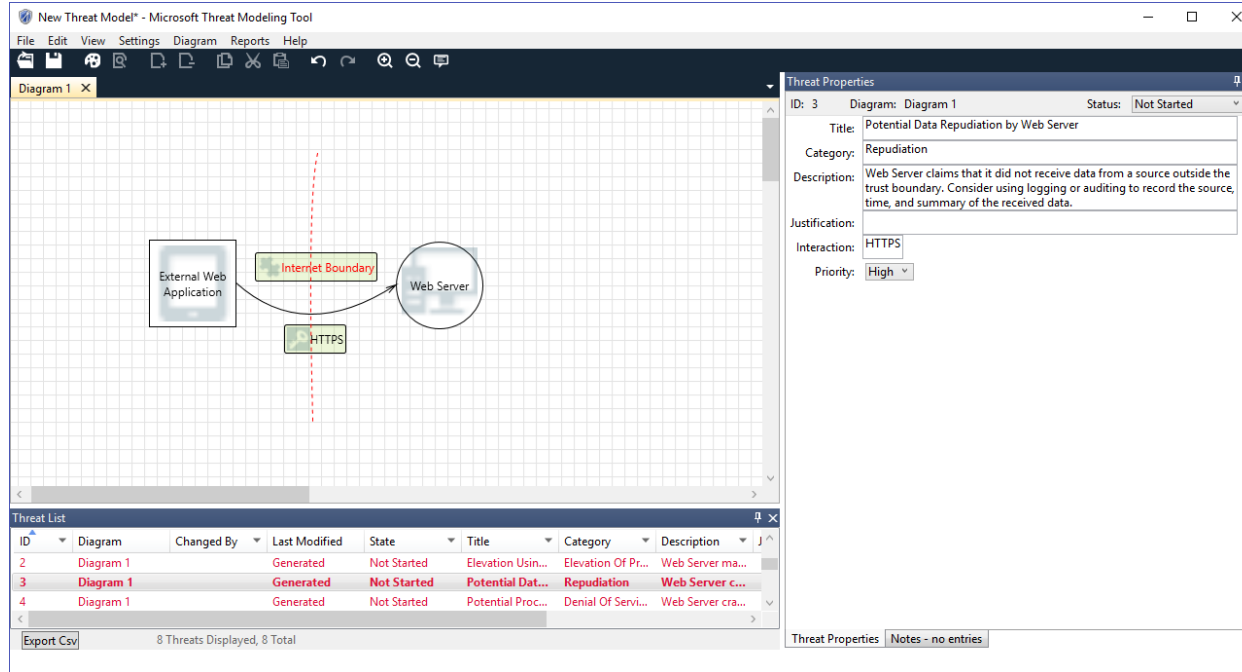 New Threat Model* - Microsoft Threat Modeling Tool
File Edit View Settings Diagram Reports Help
Diagram 1
External Web
Application
Internet Boundary
HTTPS
Web Server
Threat Properties
ID: 3 Diagram: Diagram 1 Status: Not Started
Title: Potential Data Repudiation by Web Server
Category: Repudiation
Description: Web Server claims that it did not receive data from a source outside the
trust boundary. Consider using logging or auditing to record the source,
time, and summary of the received data.
Justification:
Interaction: HTTPS
Priority: High
Threat List
ID Diagram Changed By Last Modified State Title Category Description J
2 Diagram 1 Generated Not Started Elevation Usin... Elevation Of Pr... Web Server ma...
3 Diagram 1 Generated Not Started Potential Dat... Repudiation Web Server c...
4 Diagram 1 Generated Not Started Potential Proc... Denial Of Servi... Web Server cra...
Export Csv 8 Threats Displayed, 8 Total
Threat Properties Notes - no entries